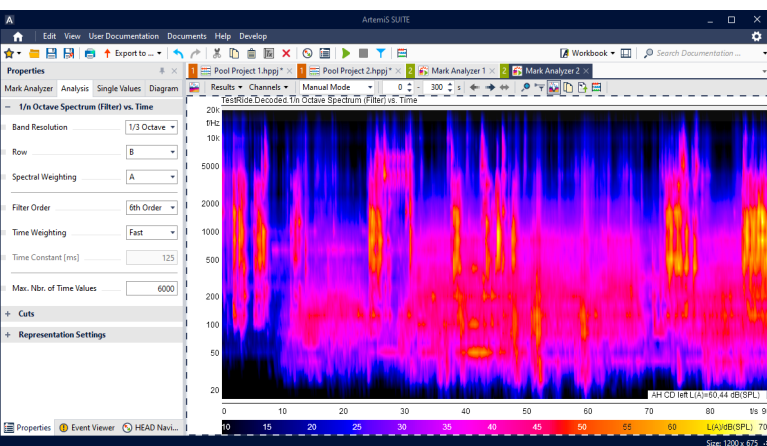 ArtemiS SUITE
Edit View User Documentation Documents Help Develop
Export to ...
Workbook
Search Documentation ...
Properties
1 Pool Project 1.hppj* × 1 Pool Project 2.hppj* × 2 Mark Analyzer 1 × 2 Mark Analyzer 2 ×
Mark Analyzer Analysis Single Values Diagram
Results Channels Manual Mode 0 - 300 s
− 1/n Octave Spectrum (Filter) vs. Time
Band Resolution 1/3 Octave
Row B
Spectral Weighting A
Filter Order 6th Order
Time Weighting Fast
Time Constant [ms] 125
Max. Nbr. of Time Values 6000
+ Cuts
+ Representation Settings
Properties Event Viewer HEAD Navi...
TestRide.Decoded.1/n Octave Spectrum (Filter) vs. Time
20k
f/Hz
10k
5000
2000
1000
500
200
100
50
20
AH CD left L(A)=60,44 dB(SPL)
0 10 20 30 40 50 60 70 80 t/s 9
10 15 20 25 30 35 40 45 50 55 60 L(A)/dB(SPL) 70
Size: 1200 x 675